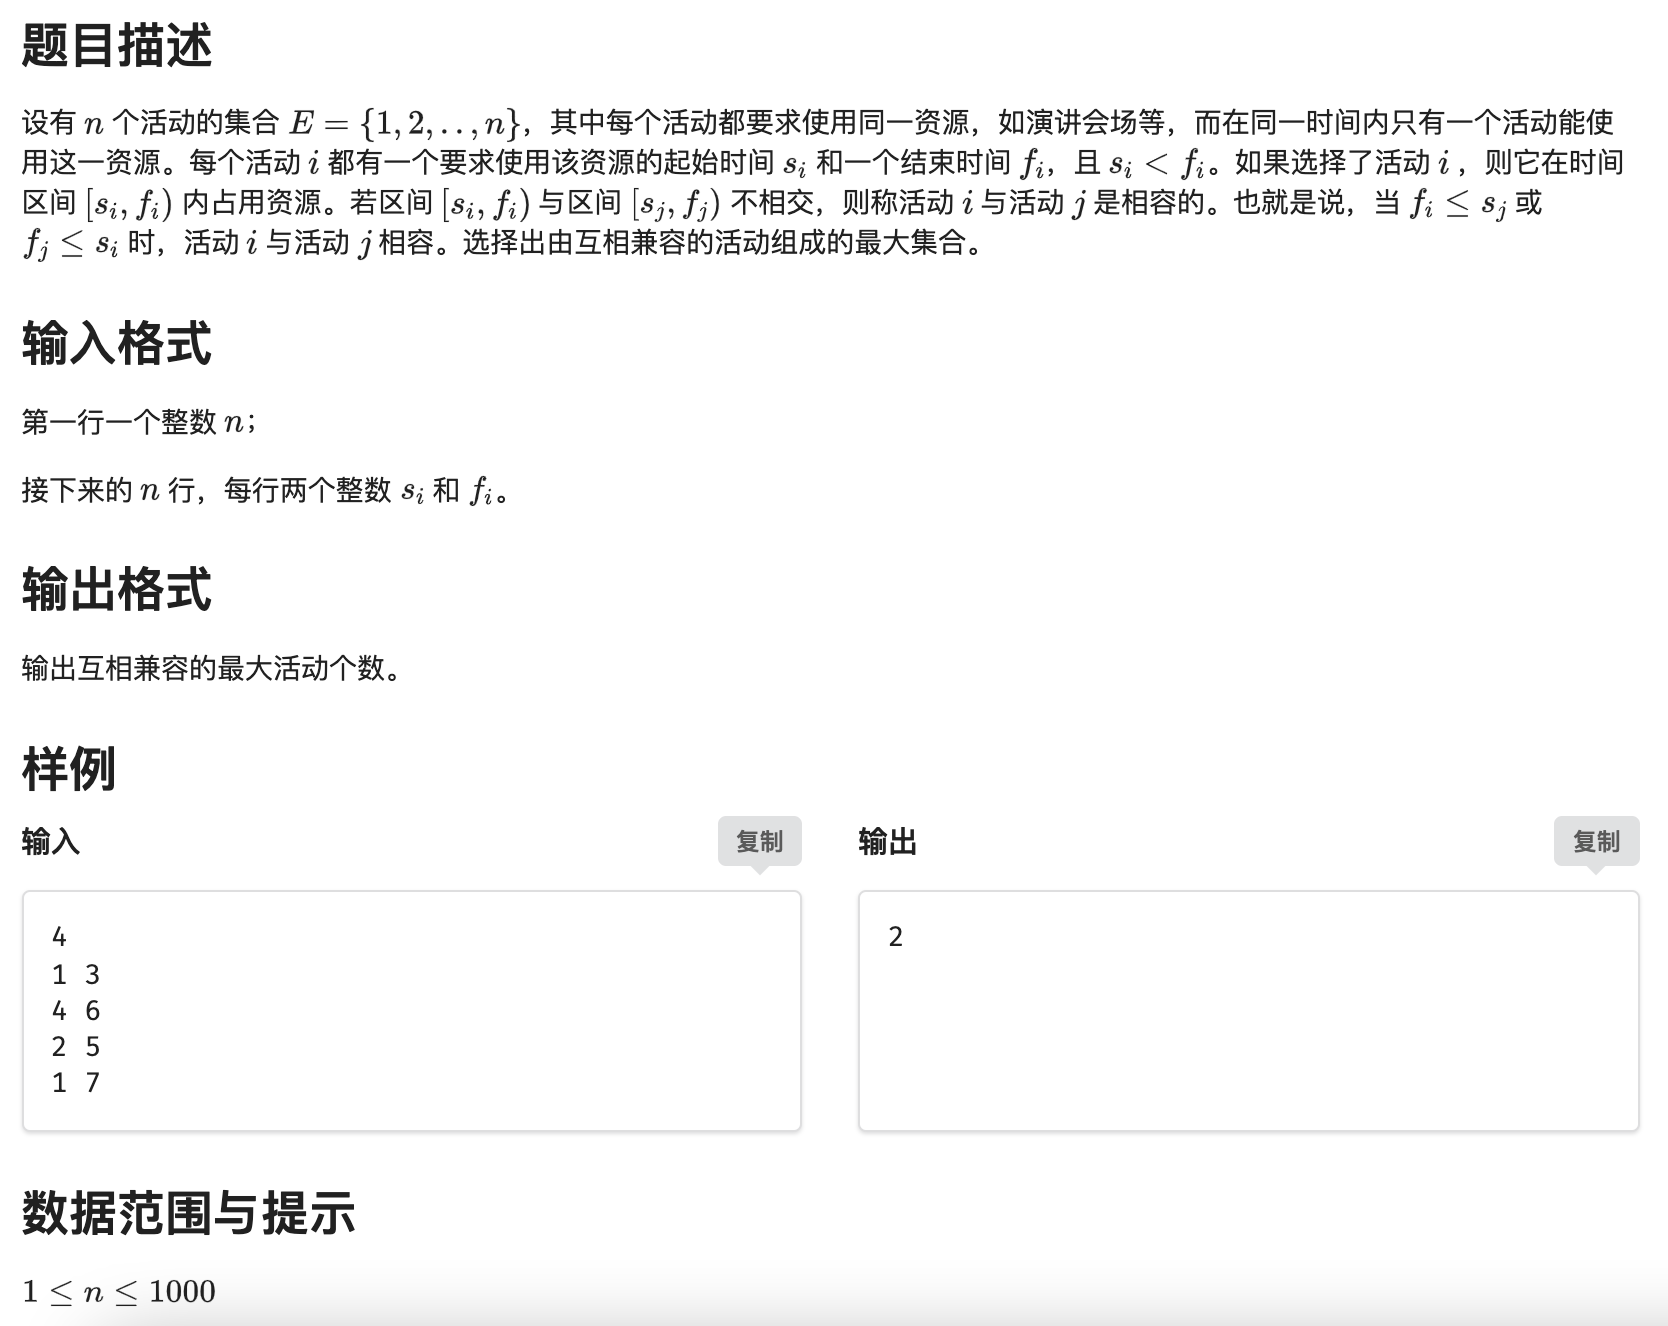 题目描述
设有 n 个活动的集合 E = {1, 2, . . , n}，其中每个活动都要求使用同一资源，如演讲会场等，而在同一时间内只有一个活动能使
用这一资源。每个活动 i 都有一个要求使用该资源的起始时间 s_i 和一个结束时间 f_i，且 s_i < f_i。如果选择了活动 i ，则它在时间
区间 [s_i, f_i) 内占用资源。若区间 [s_i, f_i) 与区间 [s_j, f_j) 不相交，则称活动 i 与活动 j 是相容的。也就是说，当 f_i ≤ s_j 或
f_j ≤ s_i 时，活动 i 与活动 j 相容。选择出由互相兼容的活动组成的最大集合。
输入格式
第一行一个整数 n；
接下来的 n 行，每行两个整数 s_i 和 f_i。
输出格式
输出互相兼容的最大活动个数。
样例
输入
复制
4
1 3
4 6
2 5
1 7
输出
复制
2
数据范围与提示
1 ≤ n ≤ 1000